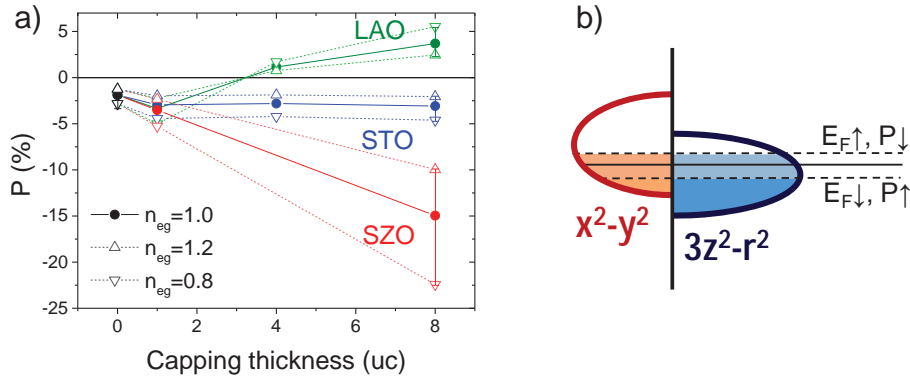 a)
5
0
-5
-10
-15
-20
-25
P (%)
LAO
STO
SZO
n_eg=1.0
n_eg=1.2
n_eg=0.8
0 2 4 6 8
Capping thickness (uc)
b)
E_F↑, P↓
E_F↓, P↑
x²-y²
3z²-r²